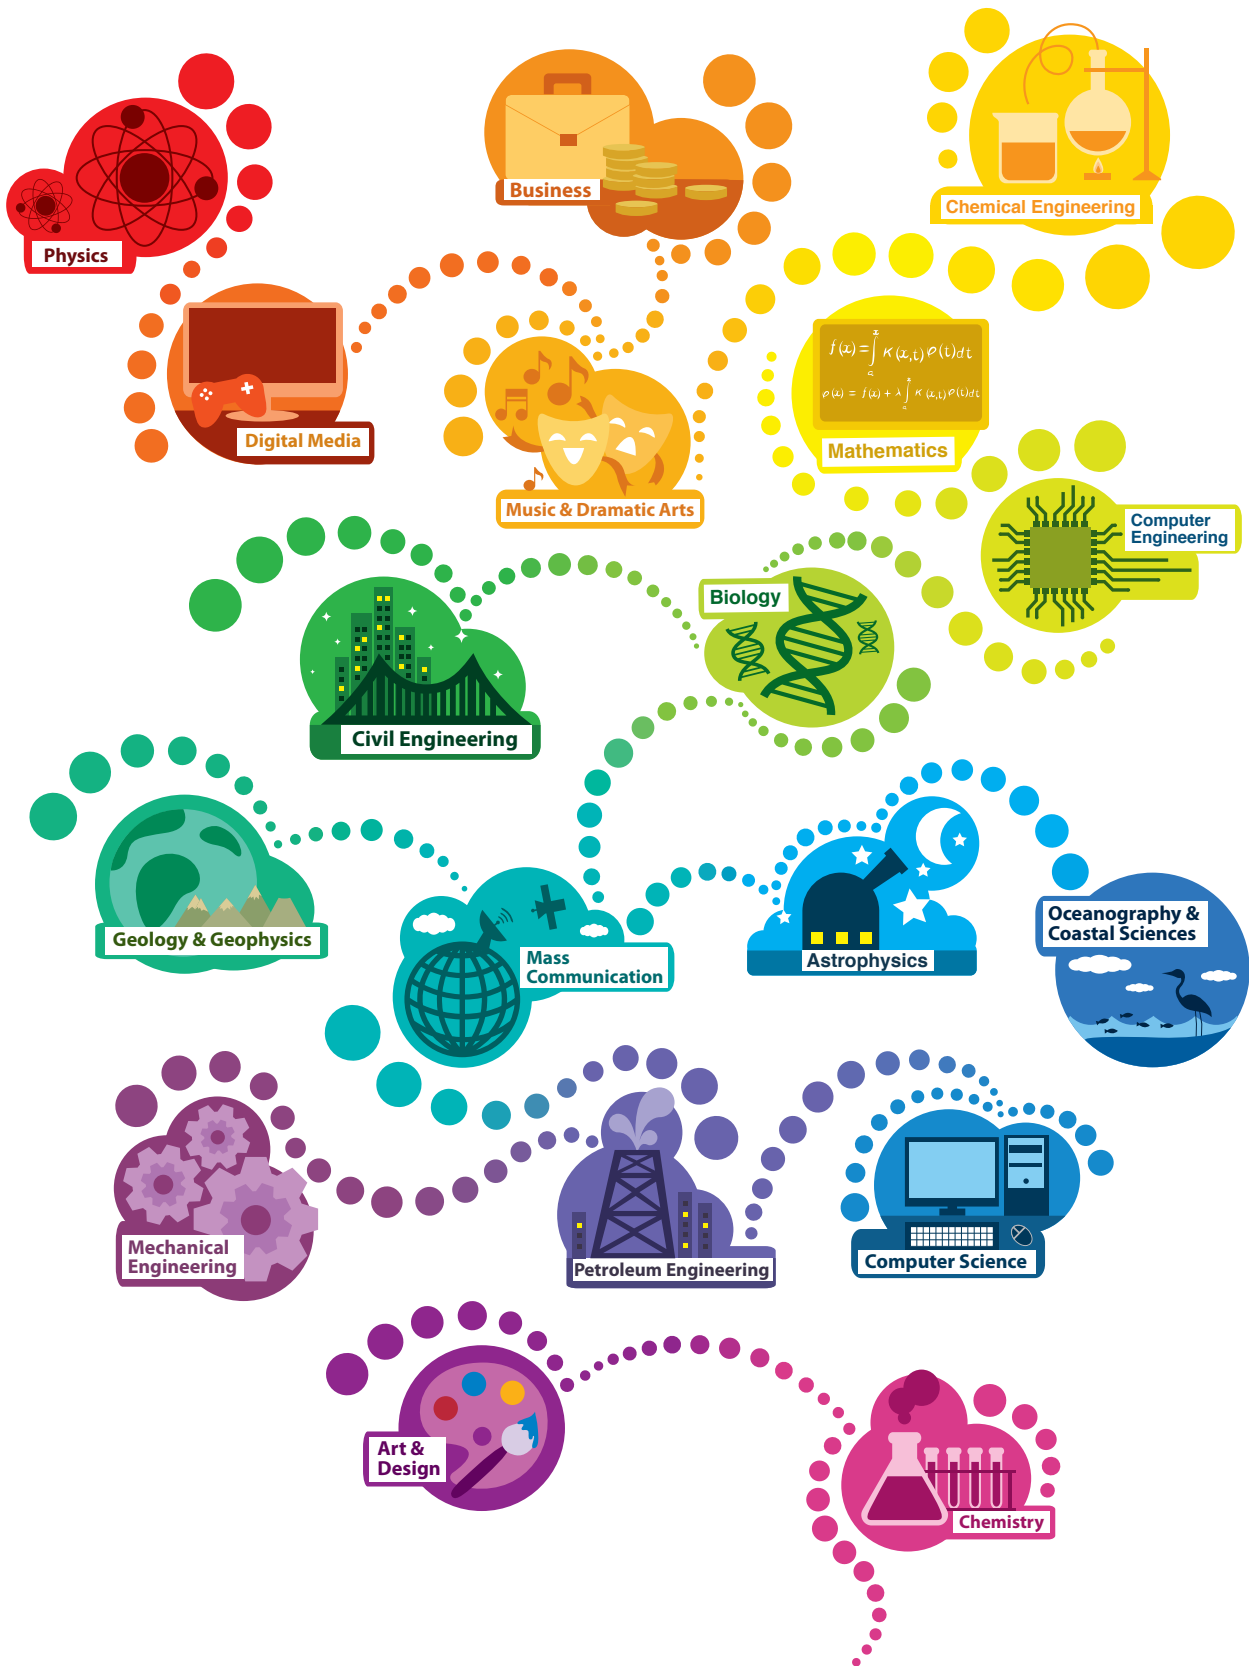 Physics
Business
Chemical Engineering
Digital Media
Music & Dramatic Arts
f(x) = ∫ K(x,t) φ(t)dt
x
a
φ(x) = f(x) + λ ∫ K(x,t) φ(t)dt
x
a
Mathematics
Computer
Engineering
Biology
Civil Engineering
Geology & Geophysics
Mass
Communication
Astrophysics
Oceanography &
Coastal Sciences
Mechanical
Engineering
Petroleum Engineering
Computer Science
Art &
Design
Chemistry